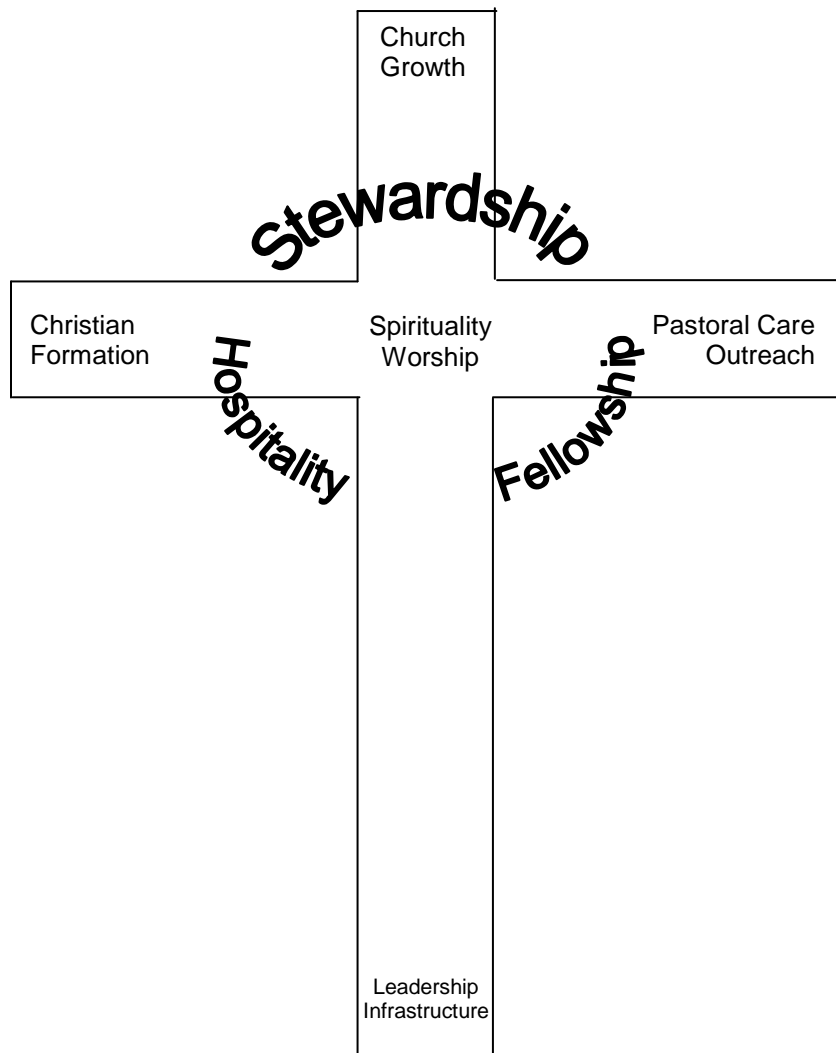 Church
Growth
Stewardship
Christian
Formation
Spirituality
Worship
Pastoral Care
Outreach
Hospitality
Fellowship
Leadership
Infrastructure